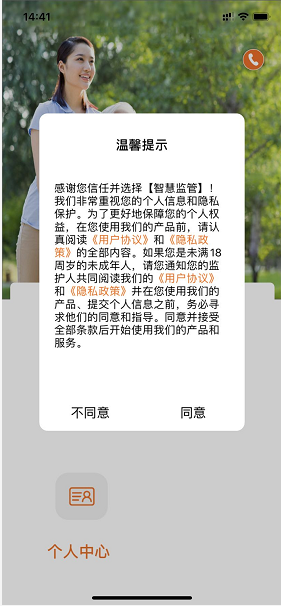 14:41
温馨提示
感谢您信任并选择【智慧监管】！
我们非常重视您的个人信息和隐私
保护。为了更好地保障您的个人权
益，在您使用我们的产品前，请认
真阅读《用户协议》和《隐私政
策》的全部内容。如果您是未满18
周岁的未成年人，请您通知您的监
护人共同阅读我们的《用户协议》
和《隐私政策》并在您使用我们的
产品、提交个人信息之前，务必寻
求他们的同意和指导。同意并接受
全部条款后开始使用我们的产品和
服务。
不同意 同意
个人中心